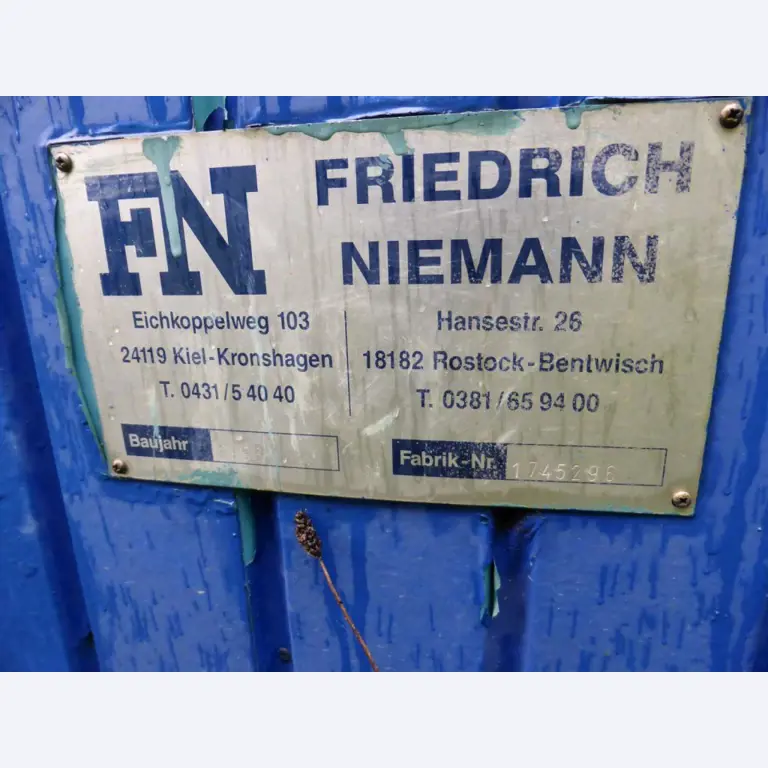 FN
FRIEDRICH
NIEMANN
Eichkoppelweg 103
24119 Kiel-Kronshagen
T. 0431/5 40 40
Hansestr. 26
18182 Rostock-Bentwisch
T. 0381/65 94 00
Baujahr
Fabrik-Nr. 1745296